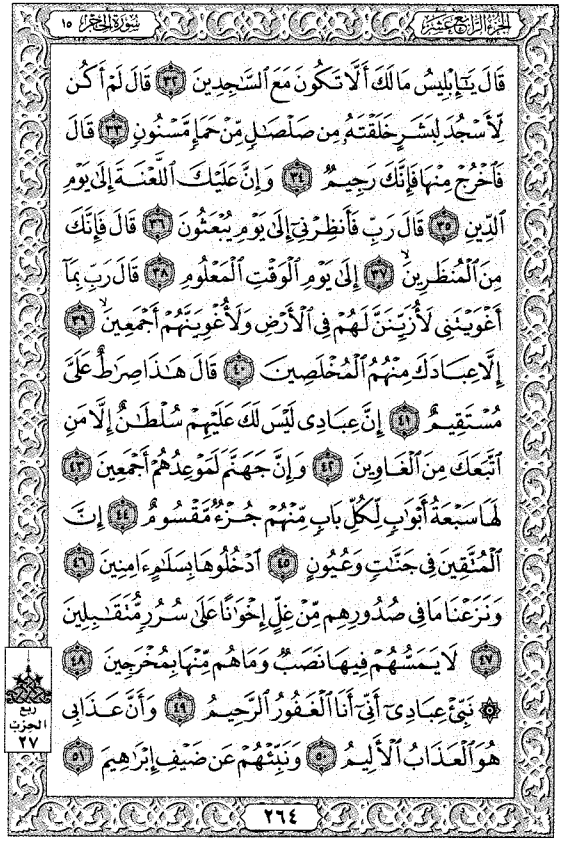 الجزء الرابع عشر
سورة الحجر ١٥
قَالَ يَٰٓإِبْلِيسُ مَا لَكَ أَلَّا تَكُونَ مَعَ ٱلسَّٰجِدِينَ ٣٢ قَالَ لَمْ أَكُن
لِّأَسْجُدَ لِبَشَرٍ خَلَقْتَهُۥ مِن صَلْصَٰلٍ مِّنْ حَمَإٍ مَّسْنُونٍ ٣٣ قَالَ
فَٱخْرُجْ مِنْهَا فَإِنَّكَ رَجِيمٌ ٣٤ وَإِنَّ عَلَيْكَ ٱللَّعْنَةَ إِلَىٰ يَوْمِ
ٱلدِّينِ ٣٥ قَالَ رَبِّ فَأَنظِرْنِىٓ إِلَىٰ يَوْمِ يُبْعَثُونَ ٣٦ قَالَ فَإِنَّكَ
مِنَ ٱلْمُنظَرِينَ ٣٧ إِلَىٰ يَوْمِ ٱلْوَقْتِ ٱلْمَعْلُومِ ٣٨ قَالَ رَبِّ بِمَآ
أَغْوَيْتَنِى لَأُزَيِّنَنَّ لَهُمْ فِى ٱلْأَرْضِ وَلَأُغْوِيَنَّهُمْ أَجْمَعِينَ ٣٩
إِلَّا عِبَادَكَ مِنْهُمُ ٱلْمُخْلَصِينَ ٤٠ قَالَ هَٰذَا صِرَٰطٌ عَلَىَّ
مُسْتَقِيمٌ ٤١ إِنَّ عِبَادِى لَيْسَ لَكَ عَلَيْهِمْ سُلْطَٰنٌ إِلَّا مَنِ
ٱتَّبَعَكَ مِنَ ٱلْغَاوِينَ ٤٢ وَإِنَّ جَهَنَّمَ لَمَوْعِدُهُمْ أَجْمَعِينَ ٤٣
لَهَا سَبْعَةُ أَبْوَٰبٍ لِّكُلِّ بَابٍ مِّنْهُمْ جُزْءٌ مَّقْسُومٌ ٤٤ إِنَّ
ٱلْمُتَّقِينَ فِى جَنَّٰتٍ وَعُيُونٍ ٤٥ ٱدْخُلُوهَا بِسَلَٰمٍ ءَامِنِينَ ٤٦
وَنَزَعْنَا مَا فِى صُدُورِهِم مِّنْ غِلٍّ إِخْوَٰنًا عَلَىٰ سُرُرٍ مُّتَقَٰبِلِينَ
٤٧ لَا يَمَسُّهُمْ فِيهَا نَصَبٌ وَمَا هُم مِّنْهَا بِمُخْرَجِينَ ٤٨
۞ نَبِّئْ عِبَادِىٓ أَنِّىٓ أَنَا ٱلْغَفُورُ ٱلرَّحِيمُ ٤٩ وَأَنَّ عَذَابِى
هُوَ ٱلْعَذَابُ ٱلْأَلِيمُ ٥٠ وَنَبِّئْهُمْ عَن ضَيْفِ إِبْرَٰهِيمَ ٥١
ربع
الحزب
٢٧
٢٦٤